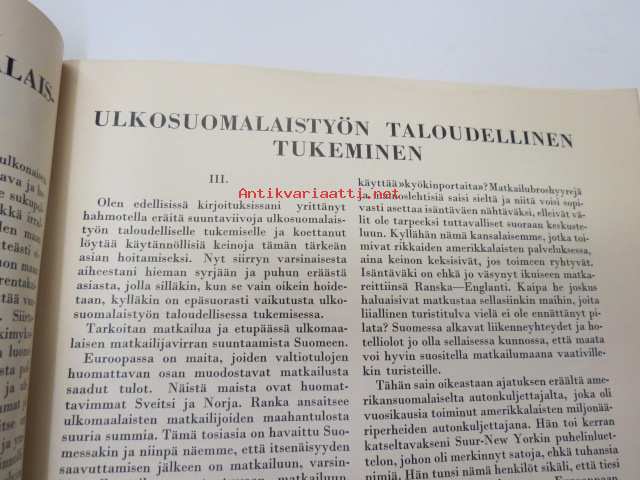 ALAIS-
ULKOSUOMALAISTYÖN TALOUDELLINEN
TUKEMINEN
III.
Olen edellisissä kirjoituksissani yrittänyt
hahmotella eräitä suuntaviivoja ulkosuomalais-
työn taloudelliselle tukemiselle ja koettanut
löytää käytännöllisiä keinoja tämän tärkeän
asian hoitamiseksi. Nyt siirryn varsinaisesta
aiheestani hieman syrjään ja puhun eräästä
asiasta, jolla silläkin, kun se vain oikein hoide-
taan, kylläkin on epäsuorasti vaikutusta ulko-
suomalaistyön taloudellisessa tukemisessa.
Tarkoitan matkailua ja etupäässä ulkomaa-
laisen matkailijavirran suuntaamista Suomeen.
Euroopassa on maita, joiden valtiotulojen
huomattavan osan muodostavat matkailusta
saadut tulot. Näistä maista ovat huomat-
tavimmat Sveitsi ja Norja. Ranka ansaitsee
ulkomaalaisten matkailijoiden maahantulosta
suuria summia. Tämä tosiasia on havaittu Suo-
messakin ja niinpä näemme, että itsenäisyyden
saavuttamisen jälkeen on matkailuun, varsin-
käyttää »kyökinportaita»? Matkailubroshyyrejä
ja sanoslehtisiä saisi sieltä ja niitä voisi sopi-
vasti asettaa isäntäväen nähtäväksi, elleivät vä-
lit ole tarpeeksi tuttavalliset suoraan keskuste-
luun. Kyllähän nämä kansalaisemme, jotka toi-
mivat rikkaiden amerikkalaisten palveluksessa,
aina keinon keksisivät, jos toimeen ryhtyvät.
Isäntäväki on ehkä jo väsynyt ikuiseen matka-
reittiinsä Ranska—Englanti. Kaipa he joskus
haluaisivat matkustaa sellasiinkin maihin, joita
liiallinen turistitulva vielä ei ole ennättänyt pi-
lata? Suomessa alkavat liikenneyhteydet ja ho-
telliolot jo olla sellaisessa kunnossa, että maata
voi hyvin suositella matkailumaana vaativille-
kin turisteille.
Tähän sain oikeastaan ajatuksen eräältä ame-
rikansuomalaiselta autonkuljettajalta, joka oli
vuosikausia toiminut amerikkalaisten miljonää-
riperheiden autonkuljettajana. Hän toi kerran
katseltavakseni Suur-New Yorkin puhelinluet-
telon, johon oli merkinnyt satoja, ehkä tuhansia
nimiä. Hän tunsi nämä henkilöt sikäli, että tiesi
Antikvariaatti.net